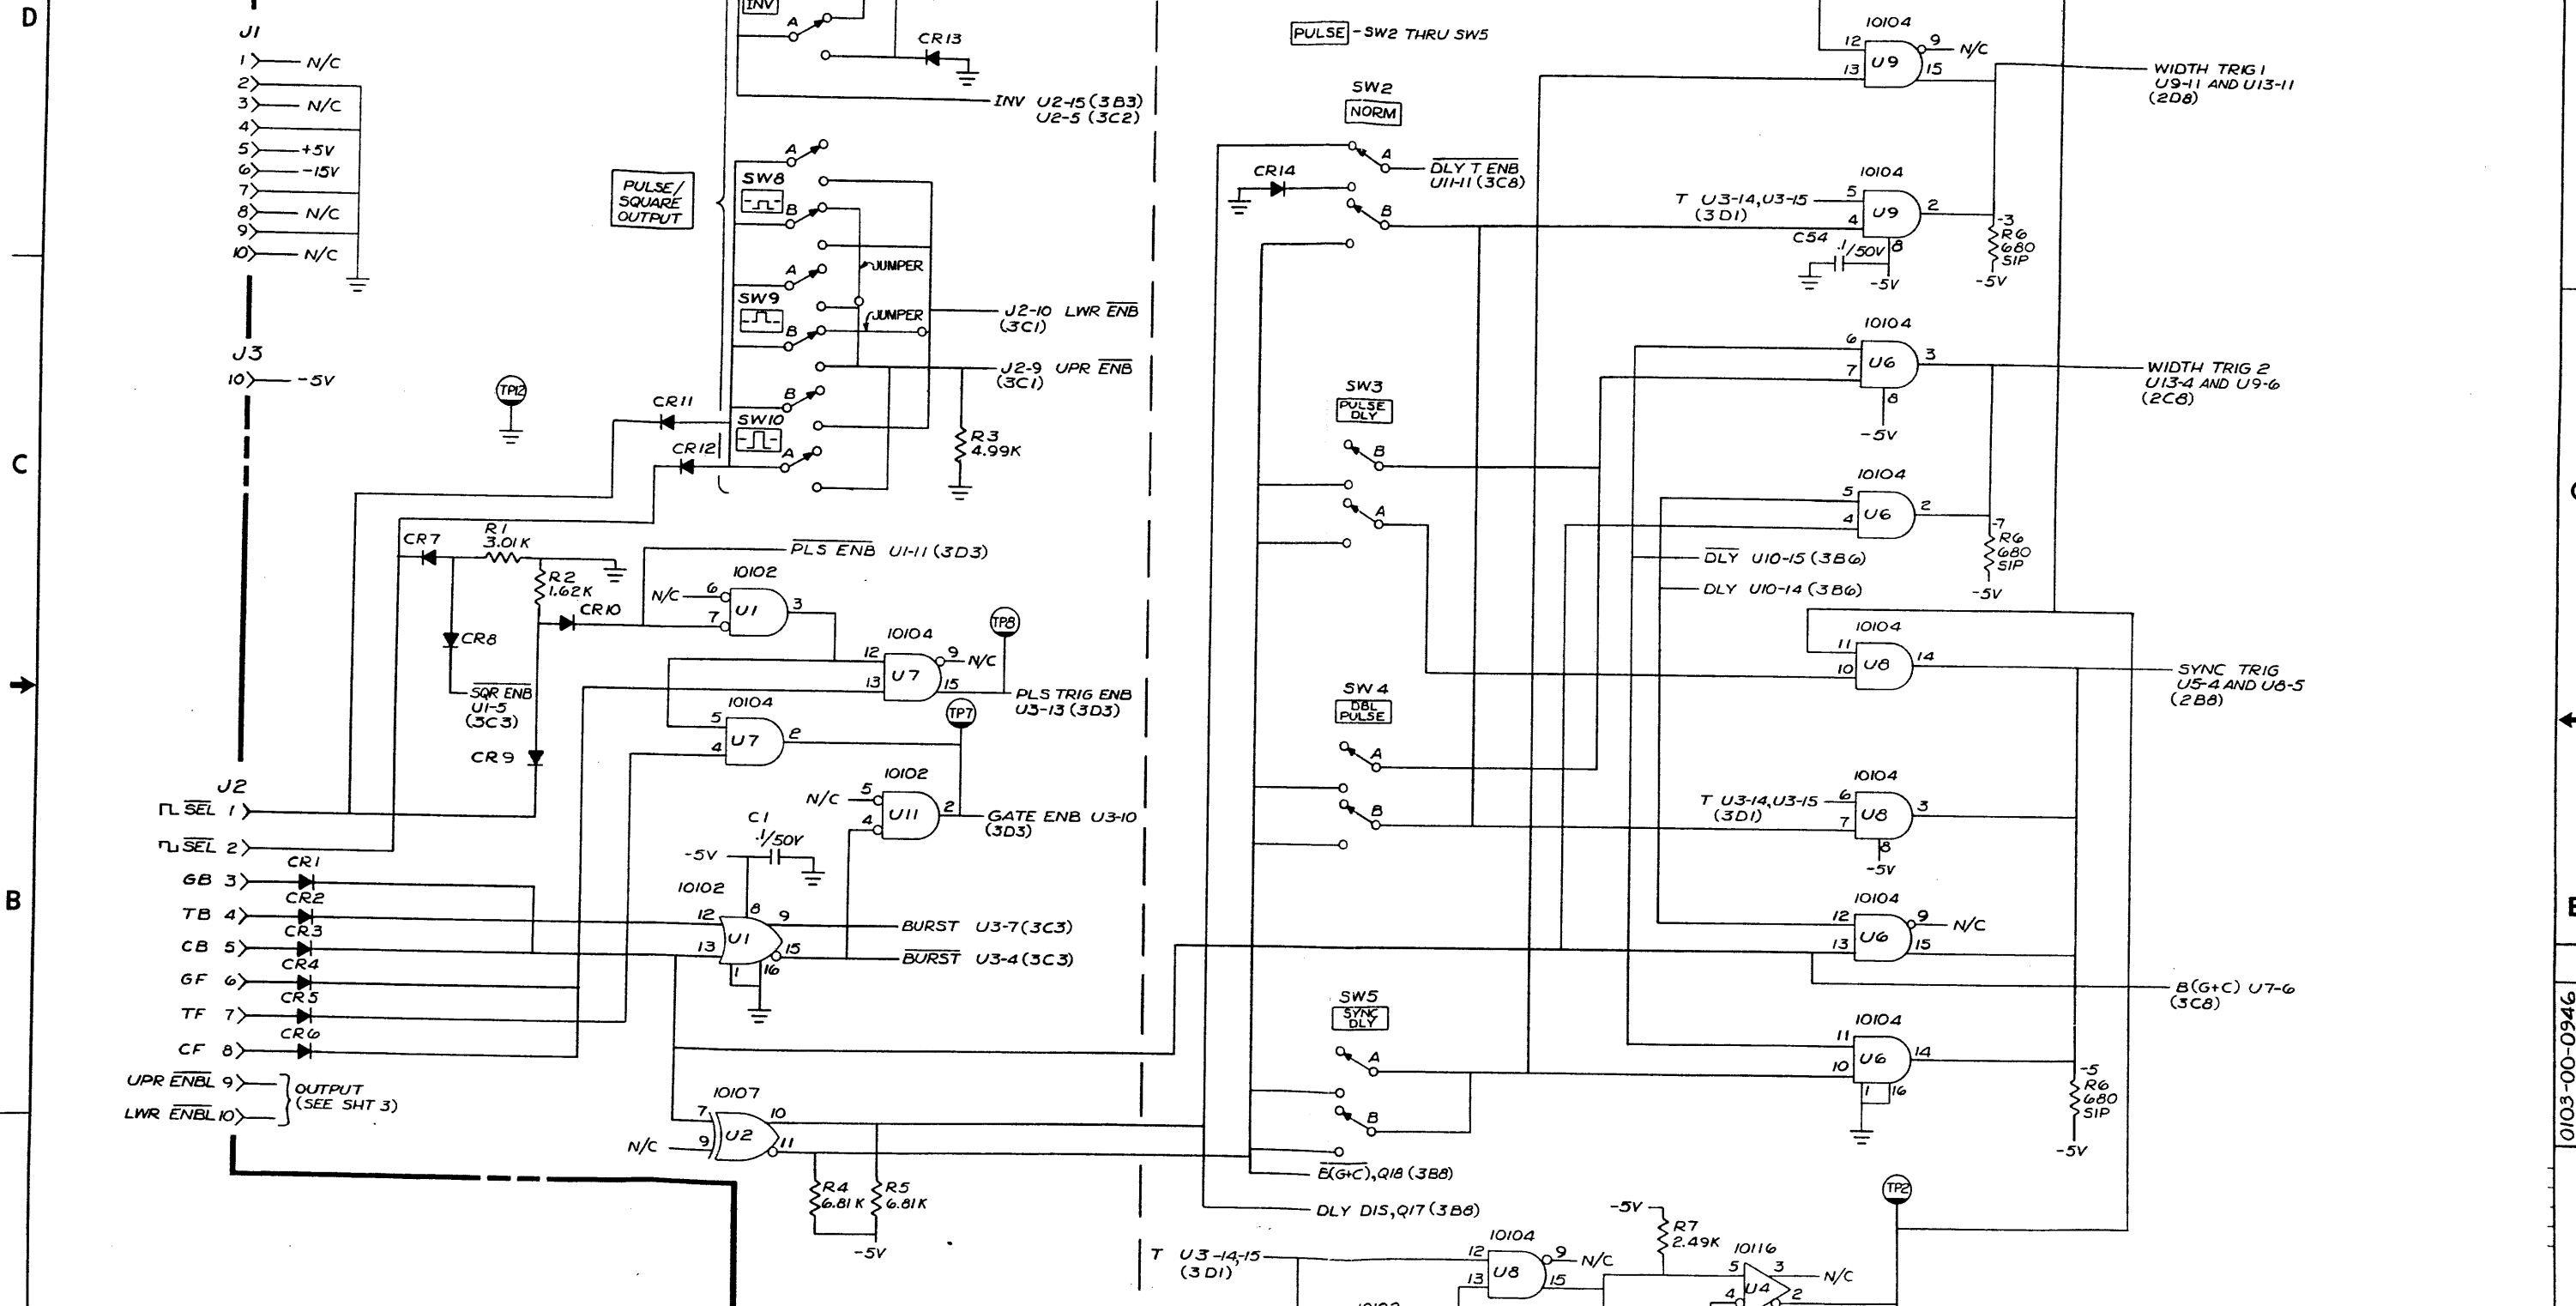 D
C
B
J1
1 N/C
2
3 N/C
4
5 +5V
6 -15V
7
8 N/C
9
10 N/C
J3
10 -5V
TP12
INV
A
CR13
INV U2-15 (3B3)
U2-5 (3C2)
PULSE/
SQUARE
OUTPUT
A
SW8
B
JUMPER
A
SW9
JUMPER
B
J2-10 LWR ENB
(3C1)
J2-9 UPR ENB
(3C1)
B
SW10
A
R3
4.99K
CR11
CR12
CR7
R1
3.01K
R2
1.62K
CR8
CR10
SQR ENB
U1-5
(3C3)
CR9
PLS ENB U1-11 (3D3)
10102
N/C 6
7
U1
3
10104
12
13
U7
9 N/C
15
TP8
PLS TRIG ENB
U3-13 (3D3)
10104
5
4
U7
2
TP7
10102
N/C 5
4
U11
2
GATE ENB U3-10
(3D3)
C1
.1/50V
-5V
10102
12
13
8
U1
9
15
1
16
BURST U3-7 (3C3)
BURST U3-4 (3C3)
J2
SEL 1
SEL 2
CR1
GB 3
CR2
TB 4
CR3
CB 5
CR4
GF 6
CR5
TF 7
CR6
CF 8
UPR ENBL 9
LWR ENBL 10
OUTPUT
(SEE SHT 3)
10107
7
N/C 9
U2
10
11
R4
6.81K
R5
6.81K
-5V
PULSE - SW2 THRU SW5
SW2
NORM
A
DLY T ENB
U11-11 (3C8)
CR14
B
SW3
PULSE
DLY
B
A
SW4
DBL
PULSE
A
B
SW5
SYNC
DLY
A
B
B(G+C), Q18 (3B8)
DLY DIS, Q17 (3B8)
10104
12
13
U9
9 N/C
15
WIDTH TRIG 1
U9-11 AND U13-11
(2D8)
10104
T U3-14, U3-15
(3D1)
5
4
U9
2
8
C54
.1/50V
-5V
-3
R6
680
SIP
-5V
10104
6
7
U6
3
8
-5V
WIDTH TRIG 2
U13-4 AND U9-6
(2C8)
10104
5
4
U6
2
-7
R6
680
SIP
-5V
DLY U10-15 (3B6)
DLY U10-14 (3B6)
10104
11
10
U8
14
SYNC TRIG
U5-4 AND U8-5
(2B8)
10104
T U3-14, U3-15
(3D1)
6
7
U8
3
8
-5V
10104
12
13
U6
9 N/C
15
B(G+C) U7-6
(3C8)
10104
11
10
U6
14
1
16
-5
R6
680
SIP
-5V
T U3-14,-15
(3D1)
10104
12
13
U8
9 N/C
15
-5V
R7
2.49K
10116
5
4
U4
3 N/C
2
TP2
0103-00-0946